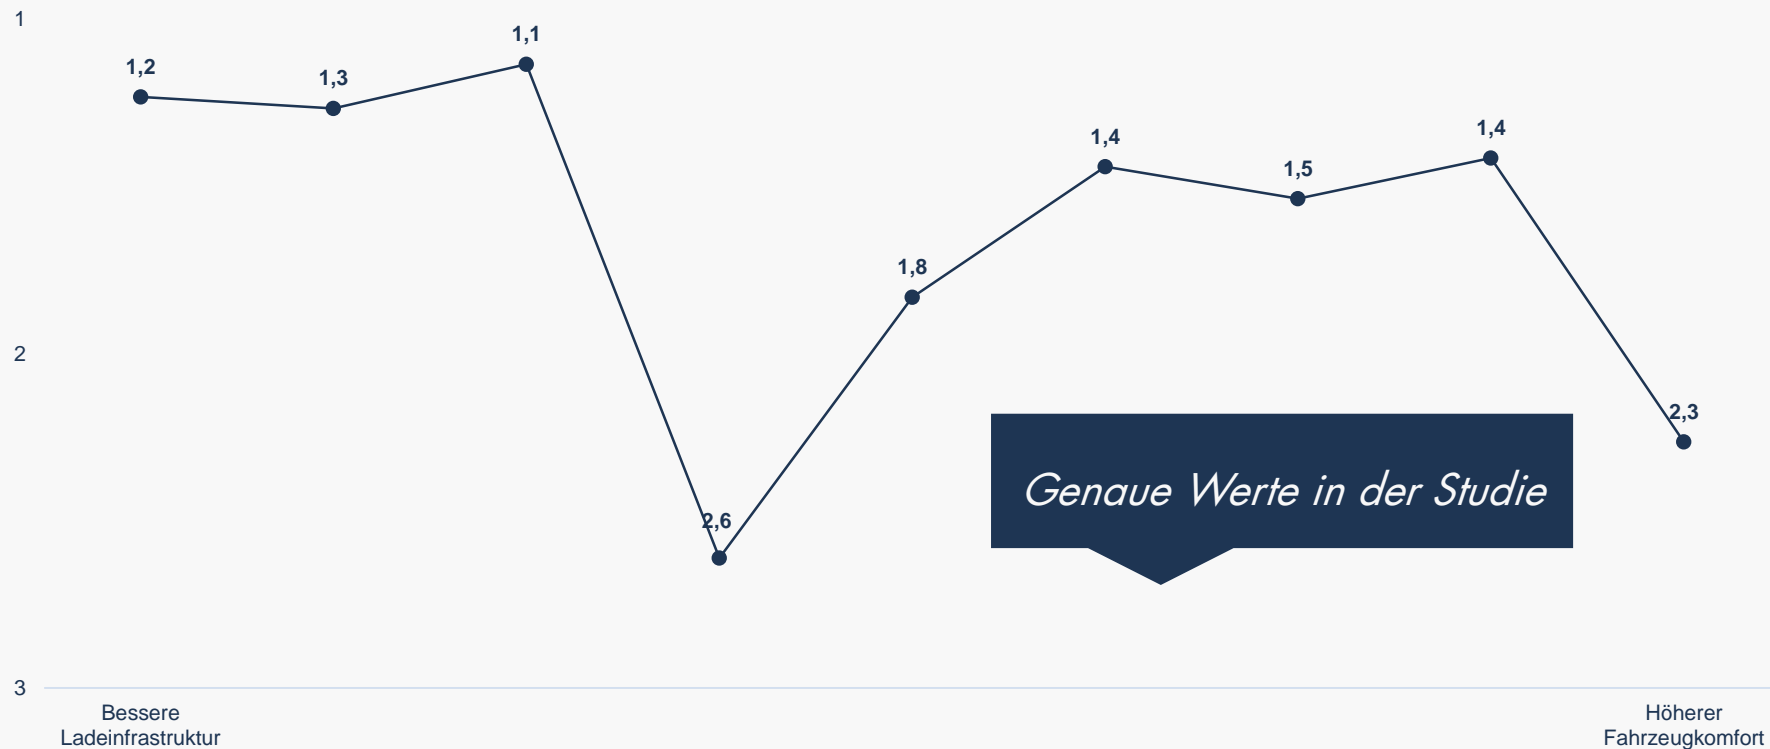 1
1,1
1,2
1,3
1,4
1,4
1,5
1,8
2
2,3
Genaue Werte in der Studie
2,6
3
Bessere
Ladeinfrastruktur
Höherer
Fahrzeugkomfort